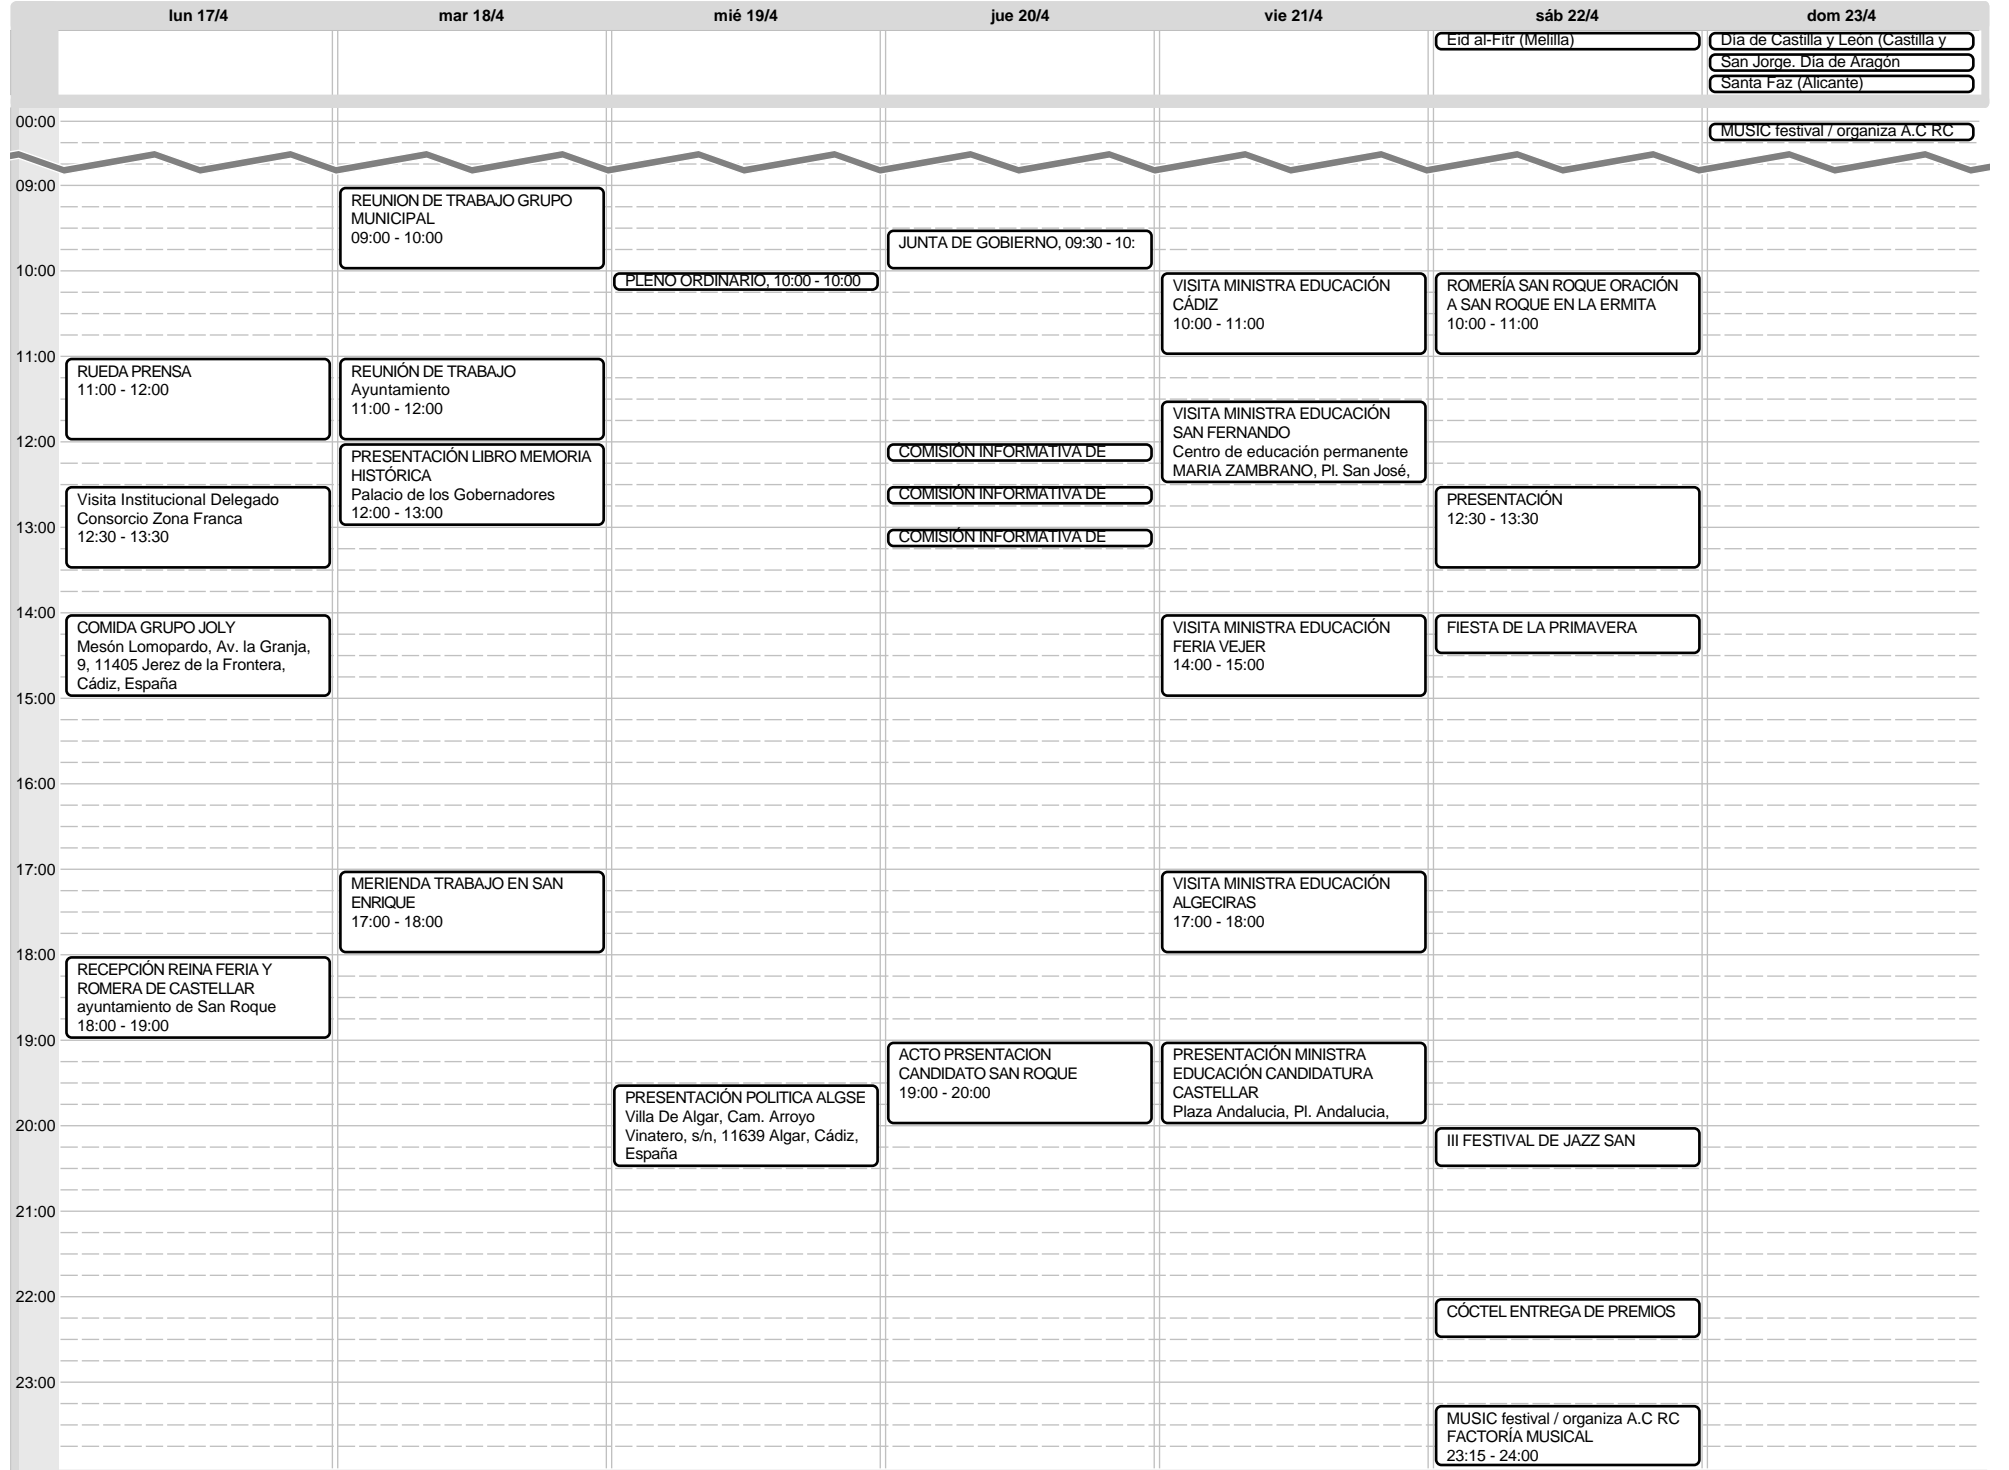 lun 17/4
mar 18/4
mié 19/4
jue 20/4
vie 21/4
sáb 22/4
dom 23/4
Eid al-Fitr (Melilla)
Día de Castilla y León (Castilla y
San Jorge. Día de Aragón
Santa Faz (Alicante)
00:00
MUSIC festival / organiza A.C RC
09:00
REUNION DE TRABAJO GRUPO
MUNICIPAL
09:00 - 10:00
JUNTA DE GOBIERNO, 09:30 - 10:
10:00
PLENO ORDINARIO, 10:00 - 10:00
VISITA MINISTRA EDUCACIÓN
CÁDIZ
10:00 - 11:00
ROMERÍA SAN ROQUE ORACIÓN
A SAN ROQUE EN LA ERMITA
10:00 - 11:00
11:00
RUEDA PRENSA
11:00 - 12:00
REUNIÓN DE TRABAJO
Ayuntamiento
11:00 - 12:00
VISITA MINISTRA EDUCACIÓN
SAN FERNANDO
Centro de educación permanente
MARIA ZAMBRANO, Pl. San José,
12:00
PRESENTACIÓN LIBRO MEMORIA
HISTÓRICA
Palacio de los Gobernadores
12:00 - 13:00
COMISIÓN INFORMATIVA DE
COMISIÓN INFORMATIVA DE
COMISIÓN INFORMATIVA DE
Visita Institucional Delegado
Consorcio Zona Franca
12:30 - 13:30
PRESENTACIÓN
12:30 - 13:30
13:00
14:00
COMIDA GRUPO JOLY
Mesón Lomopardo, Av. la Granja,
9, 11405 Jerez de la Frontera,
Cádiz, España
VISITA MINISTRA EDUCACIÓN
FERIA VEJER
14:00 - 15:00
FIESTA DE LA PRIMAVERA
15:00
16:00
17:00
MERIENDA TRABAJO EN SAN
ENRIQUE
17:00 - 18:00
VISITA MINISTRA EDUCACIÓN
ALGECIRAS
17:00 - 18:00
18:00
RECEPCIÓN REINA FERIA Y
ROMERA DE CASTELLAR
ayuntamiento de San Roque
18:00 - 19:00
19:00
ACTO PRSENTACION
CANDIDATO SAN ROQUE
19:00 - 20:00
PRESENTACIÓN MINISTRA
EDUCACIÓN CANDIDATURA
CASTELLAR
Plaza Andalucia, Pl. Andalucia,
PRESENTACIÓN POLITICA ALGSE
Villa De Algar, Cam. Arroyo
Vinatero, s/n, 11639 Algar, Cádiz,
España
20:00
III FESTIVAL DE JAZZ SAN
21:00
22:00
CÓCTEL ENTREGA DE PREMIOS
23:00
MUSIC festival / organiza A.C RC
FACTORÍA MUSICAL
23:15 - 24:00